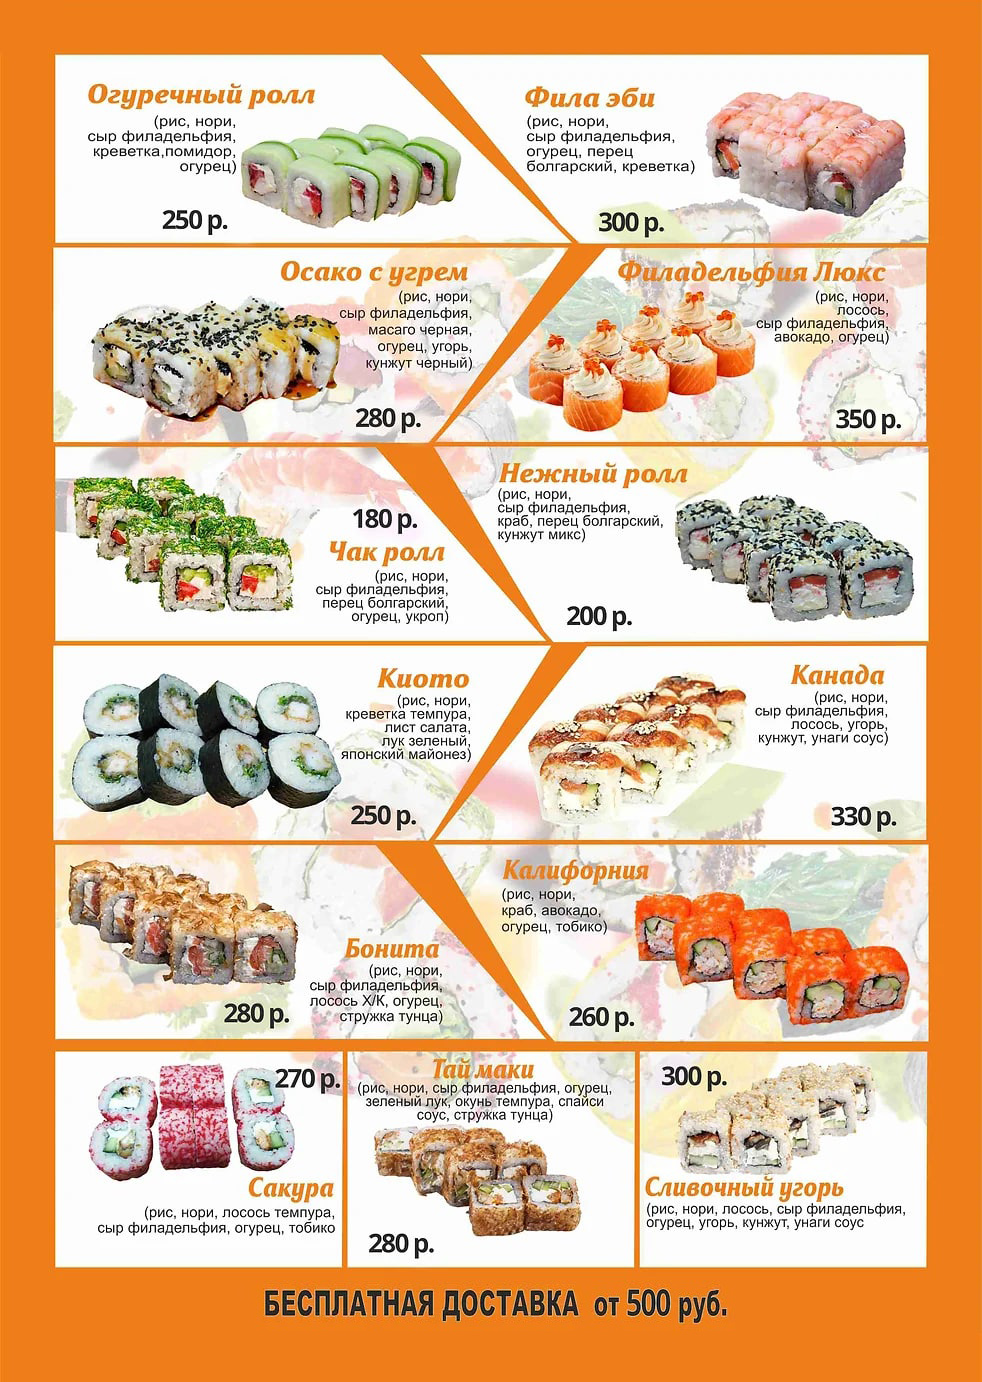 Огуречный ролл
(рис, нори,
сыр филадельфия,
креветка,помидор,
огурец)
250 р.
Фила эби
(рис, нори,
сыр филадельфия,
огурец, перец
болгарский, креветка)
300 р.
Осако с угрем
(рис, нори,
сыр филадельфия,
масаго черная,
огурец, угорь,
кунжут черный)
280 р.
Филадельфия Люкс
(рис, нори,
лосось,
сыр филадельфия,
авокадо, огурец)
350 р.
180 р.
Чак ролл
(рис, нори,
сыр филадельфия,
перец болгарский,
огурец, укроп)
Нежный ролл
(рис, нори,
сыр филадельфия,
краб, перец болгарский,
кунжут микс)
200 р.
Киото
(рис, нори,
креветка темпура,
лист салата,
лук зеленый,
японский майонез)
250 р.
Канада
(рис, нори,
сыр филадельфия,
лосось, угорь,
кунжут, унаги соус)
330 р.
Бонита
(рис, нори,
сыр филадельфия,
лосось Х/К, огурец,
стружка тунца)
280 р.
Калифорния
(рис, нори,
краб, авокадо,
огурец, тобико)
260 р.
270 р.
Сакура
(рис, нори, лосось темпура,
сыр филадельфия, огурец, тобико
Тай маки
(рис, нори, сыр филадельфия, огурец,
зеленый лук, окунь темпура, спайси
соус, стружка тунца)
280 р.
300 р.
Сливочный угорь
(рис, нори, лосось, сыр филадельфия,
огурец, угорь, кунжут, унаги соус
БЕСПЛАТНАЯ ДОСТАВКА от 500 руб.